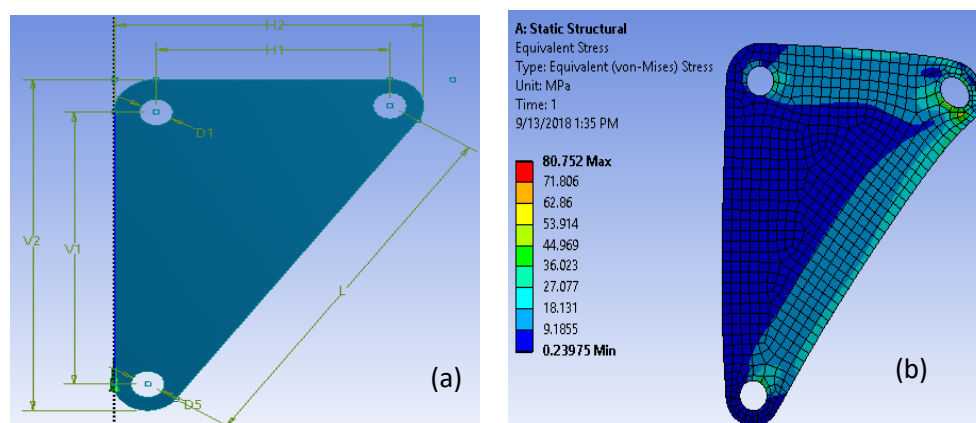 H2
H1
D1
V1
V2
L
D5
(a)
A: Static Structural
Equivalent Stress
Type: Equivalent (von-Mises) Stress
Unit: MPa
Time: 1
9/13/2018 1:35 PM
80.752 Max
71.806
62.86
53.914
44.969
36.023
27.077
18.131
9.1855
0.23975 Min
(b)